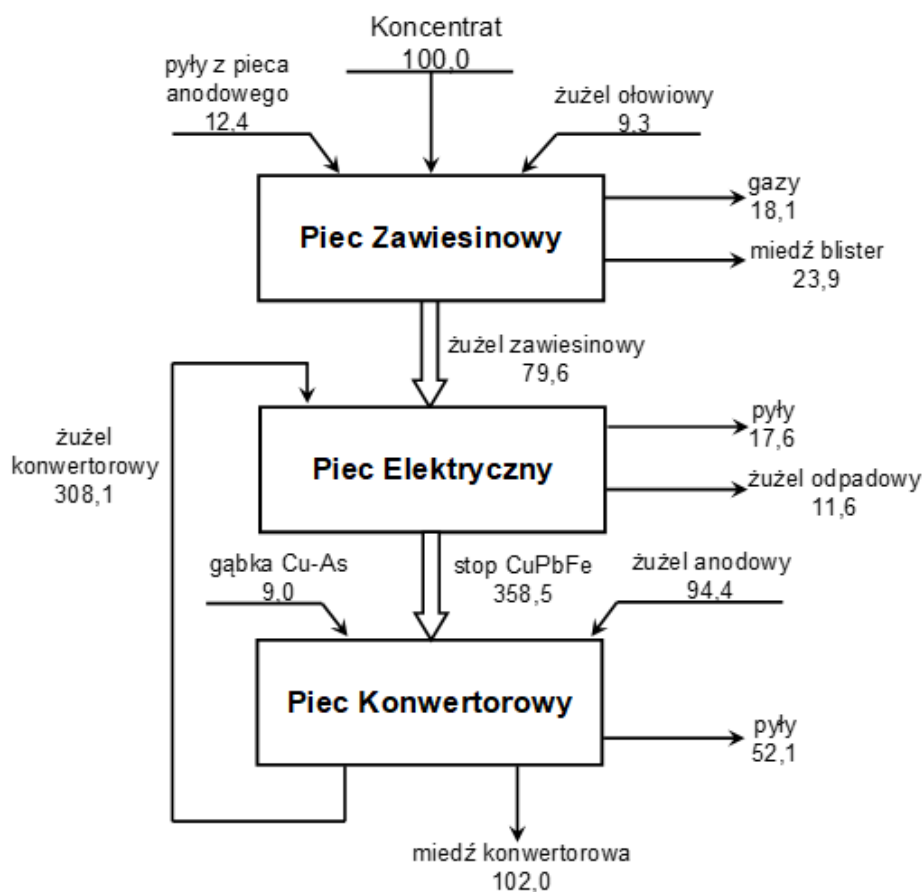 Koncentrat
100,0
pyły z pieca
anodowego
12,4
żużel ołowiowy
9,3
Piec Zawiesinowy
gazy
18,1
miedź blister
23,9
żużel zawiesinowy
79,6
żużel
konwertorowy
308,1
Piec Elektryczny
pyły
17,6
żużel odpadowy
11,6
gąbka Cu-As
9,0
stop CuPbFe
358,5
żużel anodowy
94,4
Piec Konwertorowy
pyły
52,1
miedź konwertorowa
102,0